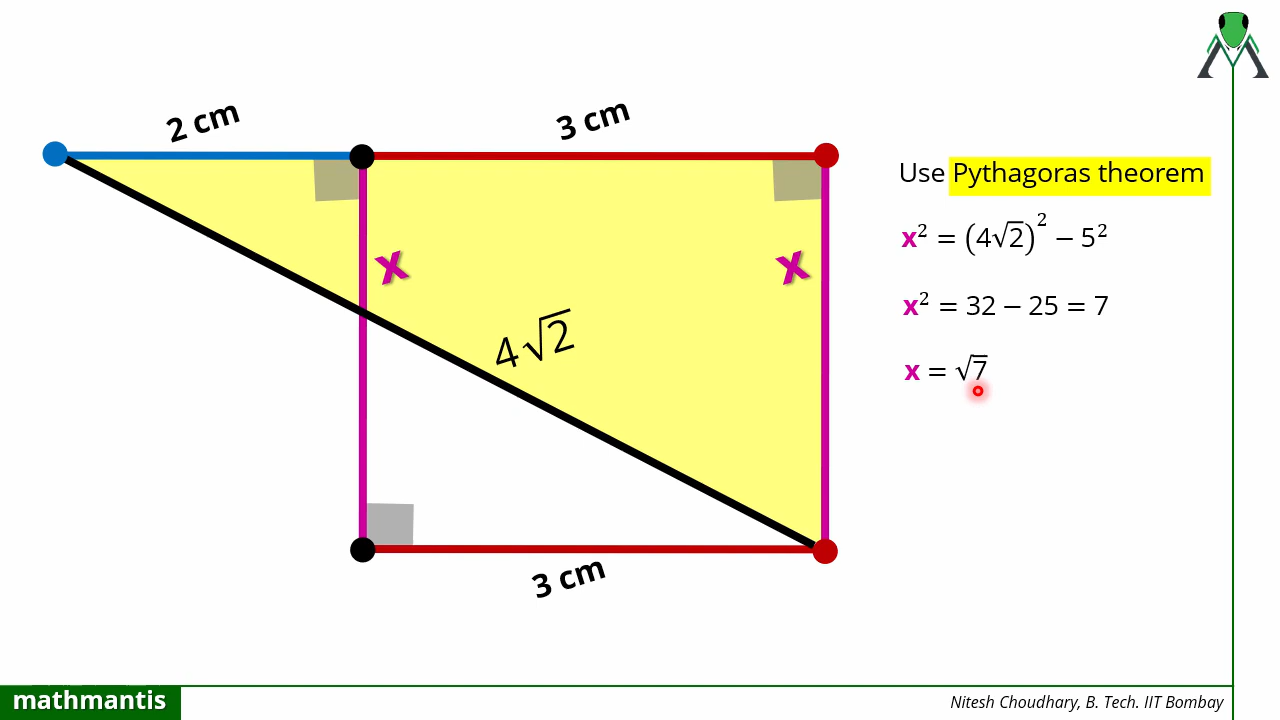 2 cm
3 cm
x
x
4√2
3 cm
Use Pythagoras theorem
x² = (4√2)² − 5²
x² = 32 − 25 = 7
x = √7
mathmantis
Nitesh Choudhary, B. Tech. IIT Bombay